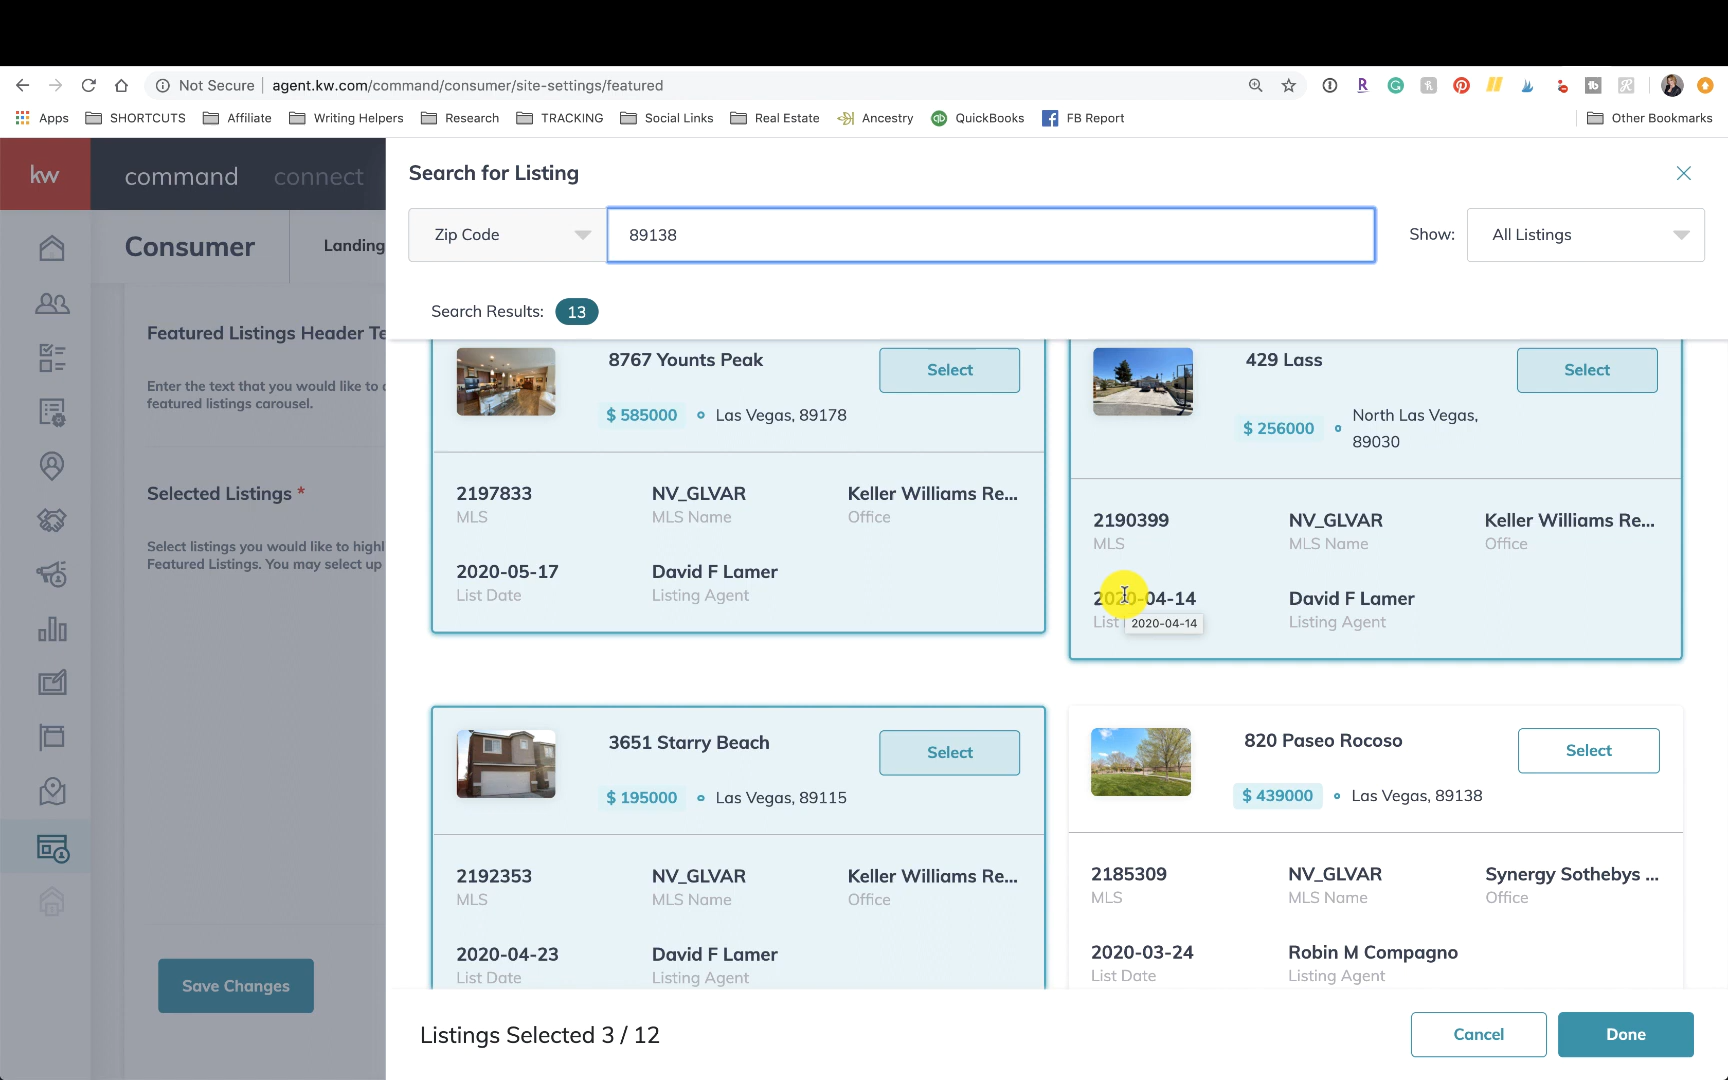 Not Secure
agent.kw.com/command/consumer/site-settings/featured
Apps
SHORTCUTS
Affiliate
Writing Helpers
Research
TRACKING
Social Links
Real Estate
Ancestry
QuickBooks
FB Report
Other Bookmarks
kw
command
connect
Consumer
Landing
Featured Listings Header Te
Enter the text that you would like to
featured listings carousel.
Selected Listings *
Select listings you would like to highl
Featured Listings. You may select up
Save Changes
Search for Listing
Zip Code
89138
Show:
All Listings
Search Results: 13
8767 Younts Peak
Select
$ 585000
Las Vegas, 89178
2197833
NV_GLVAR
Keller Williams Re...
MLS
MLS Name
Office
2020-05-17
David F Lamer
List Date
Listing Agent
429 Lass
Select
$ 256000
North Las Vegas,
89030
2190399
NV_GLVAR
Keller Williams Re...
MLS
MLS Name
Office
2020-04-14
David F Lamer
List
2020-04-14
Listing Agent
3651 Starry Beach
Select
$ 195000
Las Vegas, 89115
2192353
NV_GLVAR
Keller Williams Re...
MLS
MLS Name
Office
2020-04-23
David F Lamer
List Date
Listing Agent
820 Paseo Rocoso
Select
$ 439000
Las Vegas, 89138
2185309
NV_GLVAR
Synergy Sothebys ...
MLS
MLS Name
Office
2020-03-24
Robin M Compagno
List Date
Listing Agent
Listings Selected 3 / 12
Cancel
Done